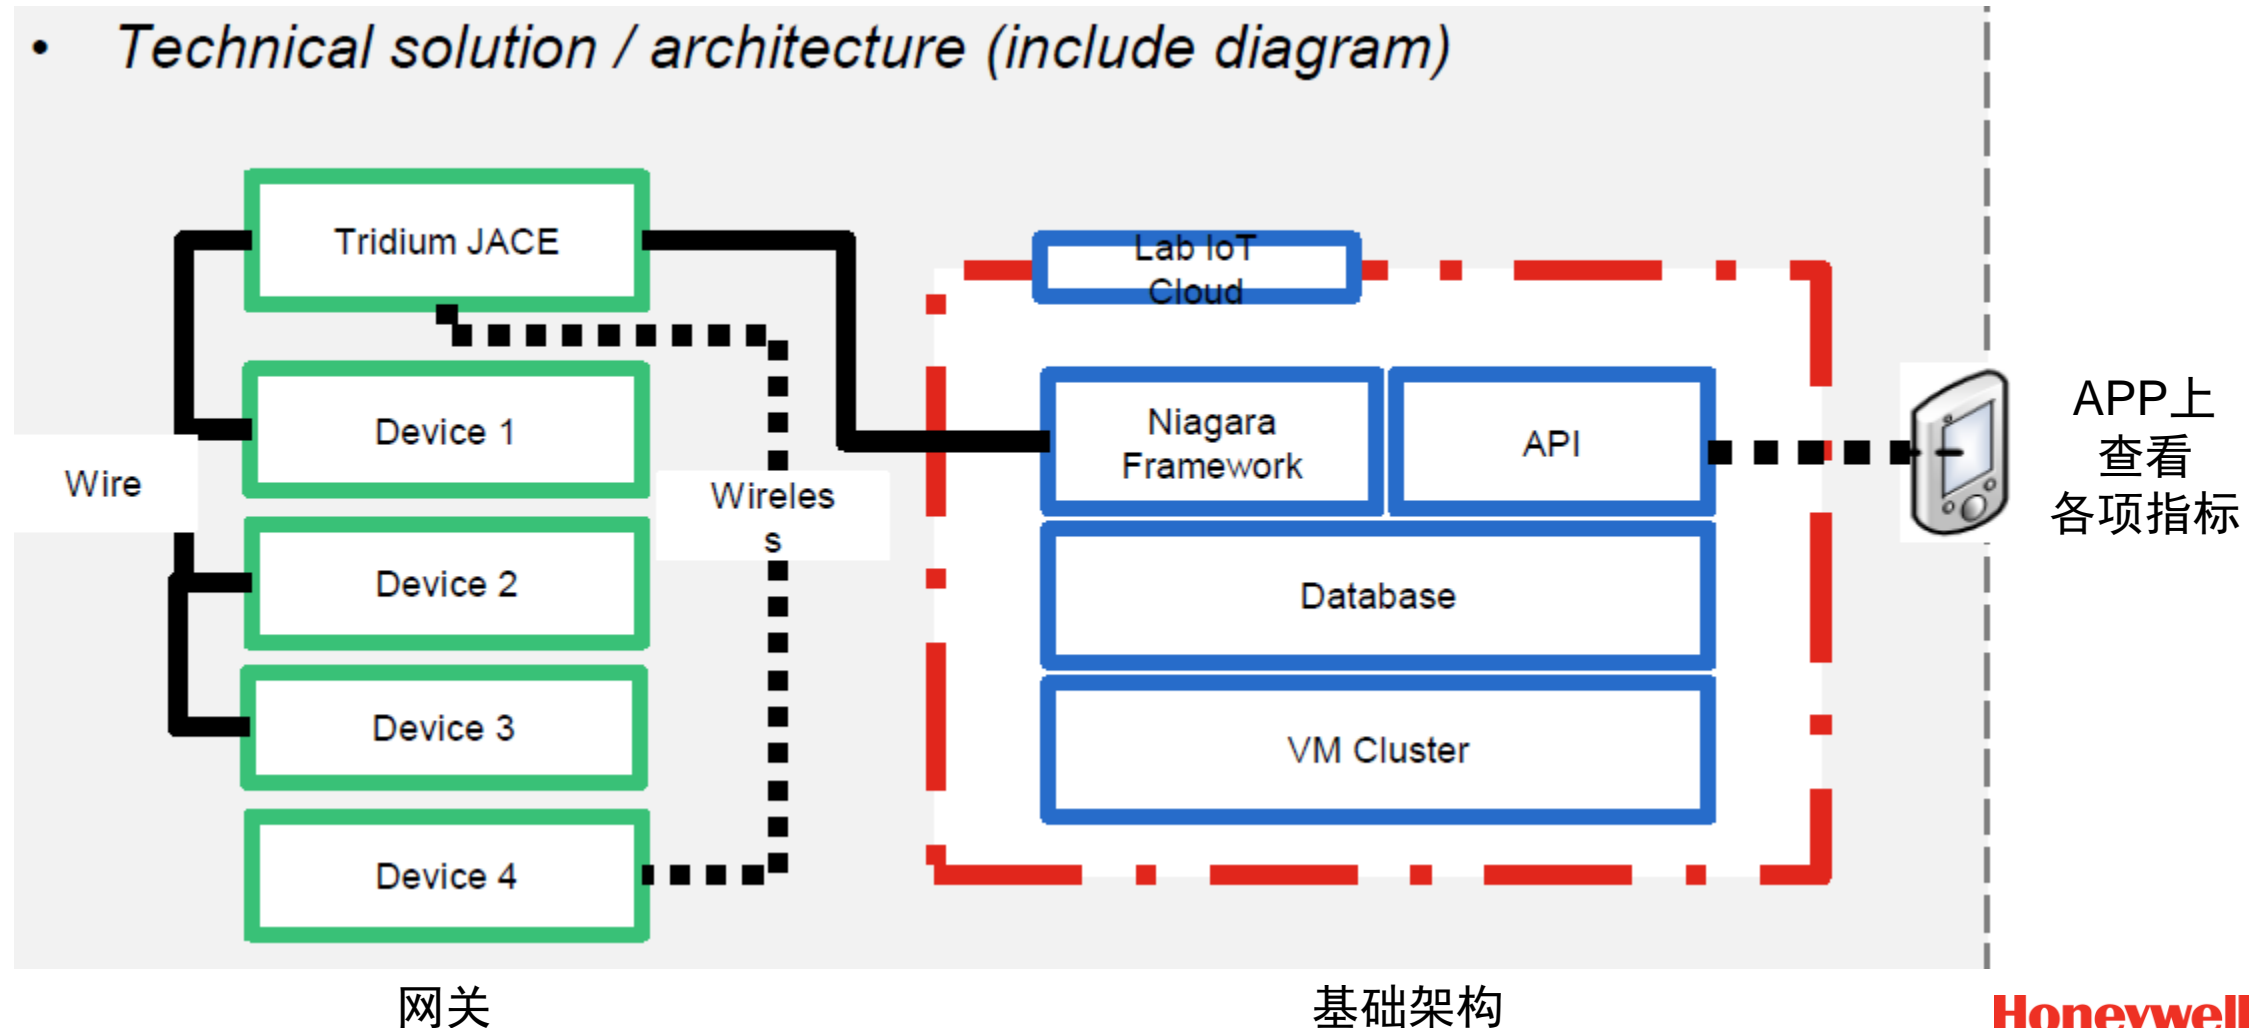 • Technical solution / architecture (include diagram)
Tridium JACE
Lab IoT
Cloud
Device 1
Wire
Wireles
s
Device 2
Device 3
Device 4
Niagara
Framework
API
Database
VM Cluster
APP上
查看
各项指标
网关
基础架构
Honeywell